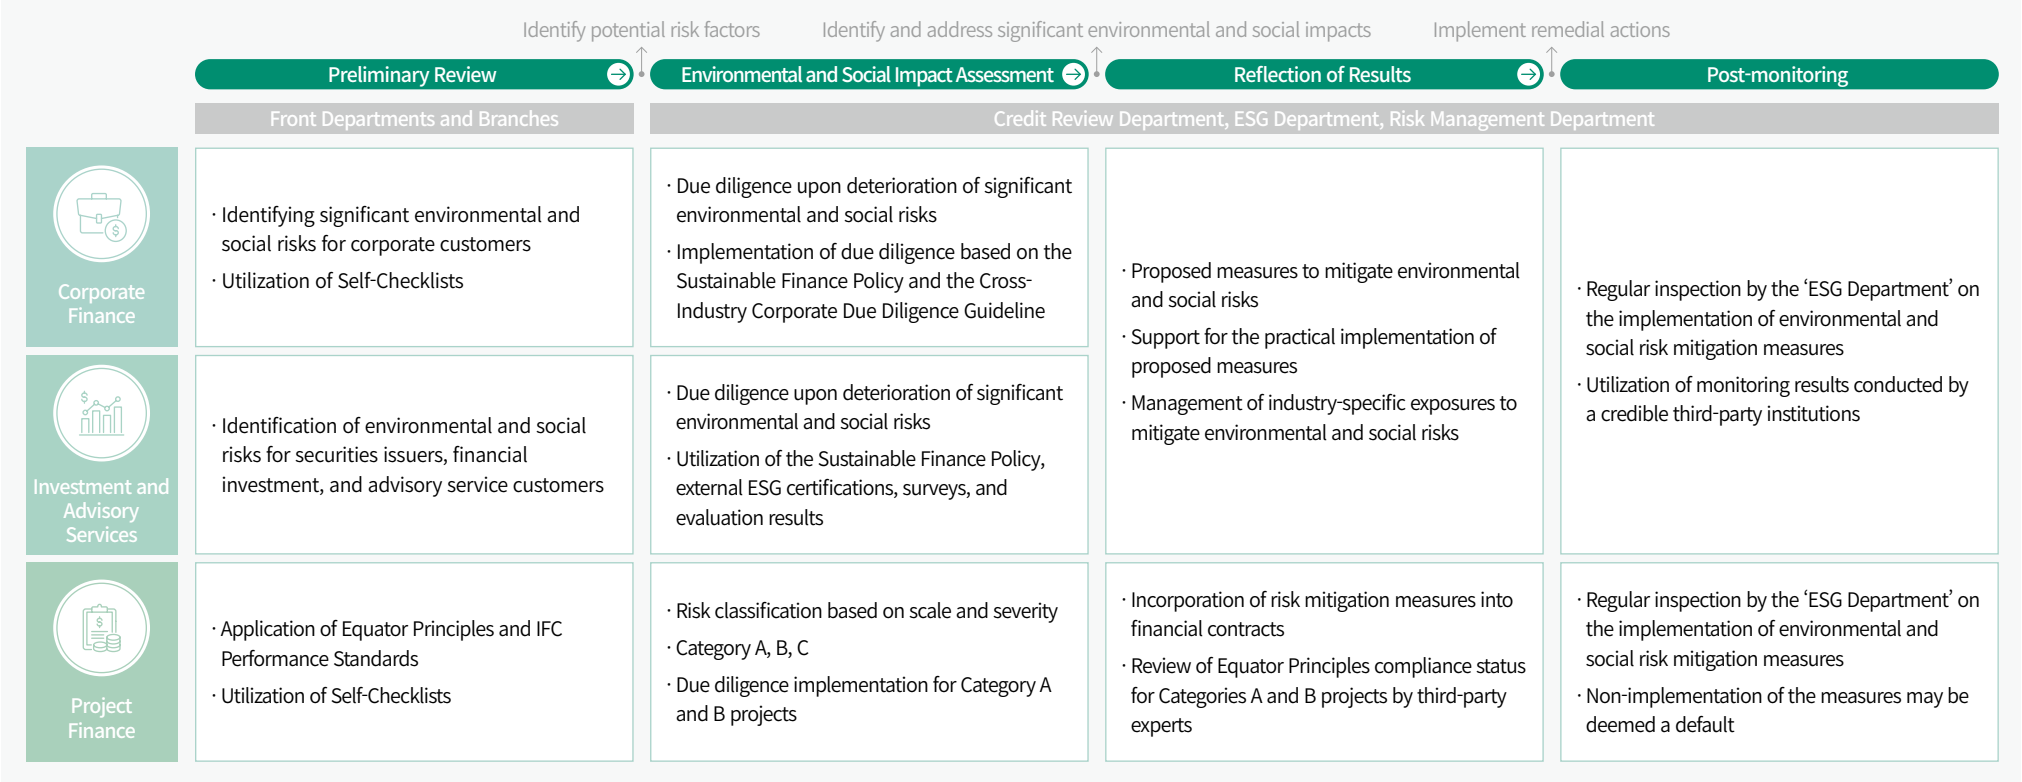 Identify potential risk factors
Identify and address significant environmental and social impacts
Implement remedial actions
Preliminary Review
Environmental and Social Impact Assessment
Reflection of Results
Post-monitoring
Front Departments and Branches
Credit Review Department, ESG Department, Risk Management Department
Corporate
Finance
· Identifying significant environmental and
social risks for corporate customers
· Utilization of Self-Checklists
· Due diligence upon deterioration of significant
environmental and social risks
· Implementation of due diligence based on the
Sustainable Finance Policy and the Cross-
Industry Corporate Due Diligence Guideline
· Proposed measures to mitigate environmental
and social risks
· Support for the practical implementation of
proposed measures
· Management of industry-specific exposures to
mitigate environmental and social risks
· Regular inspection by the ‘ESG Department’ on
the implementation of environmental and
social risk mitigation measures
· Utilization of monitoring results conducted by
a credible third-party institutions
Investment and
Advisory
Services
· Identification of environmental and social
risks for securities issuers, financial
investment, and advisory service customers
· Due diligence upon deterioration of significant
environmental and social risks
· Utilization of the Sustainable Finance Policy,
external ESG certifications, surveys, and
evaluation results
Project
Finance
· Application of Equator Principles and IFC
Performance Standards
· Utilization of Self-Checklists
· Risk classification based on scale and severity
· Category A, B, C
· Due diligence implementation for Category A
and B projects
· Incorporation of risk mitigation measures into
financial contracts
· Review of Equator Principles compliance status
for Categories A and B projects by third-party
experts
· Regular inspection by the ‘ESG Department’ on
the implementation of environmental and
social risk mitigation measures
· Non-implementation of the measures may be
deemed a default